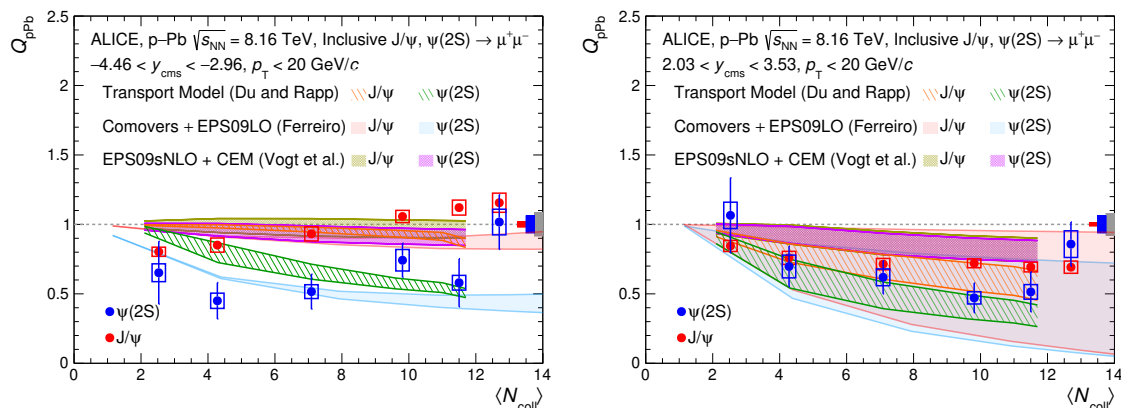 ALICE, p–Pb √s_NN = 8.16 TeV, Inclusive J/ψ, ψ(2S) → μ⁺μ⁻
−4.46 < y_cms < −2.96, p_T < 20 GeV/c
Transport Model (Du and Rapp) J/ψ ψ(2S)
Comovers + EPS09LO (Ferreiro) J/ψ ψ(2S)
EPS09sNLO + CEM (Vogt et al.) J/ψ ψ(2S)
ψ(2S)
J/ψ
Q_pPb
2.5
2
1.5
1
0.5
0
0 2 4 6 8 10 12 14
⟨N_coll⟩
ALICE, p–Pb √s_NN = 8.16 TeV, Inclusive J/ψ, ψ(2S) → μ⁺μ⁻
2.03 < y_cms < 3.53, p_T < 20 GeV/c
Transport Model (Du and Rapp) J/ψ ψ(2S)
Comovers + EPS09LO (Ferreiro) J/ψ ψ(2S)
EPS09sNLO + CEM (Vogt et al.) J/ψ ψ(2S)
ψ(2S)
J/ψ
Q_pPb
2.5
2
1.5
1
0.5
0
0 2 4 6 8 10 12 14
⟨N_coll⟩